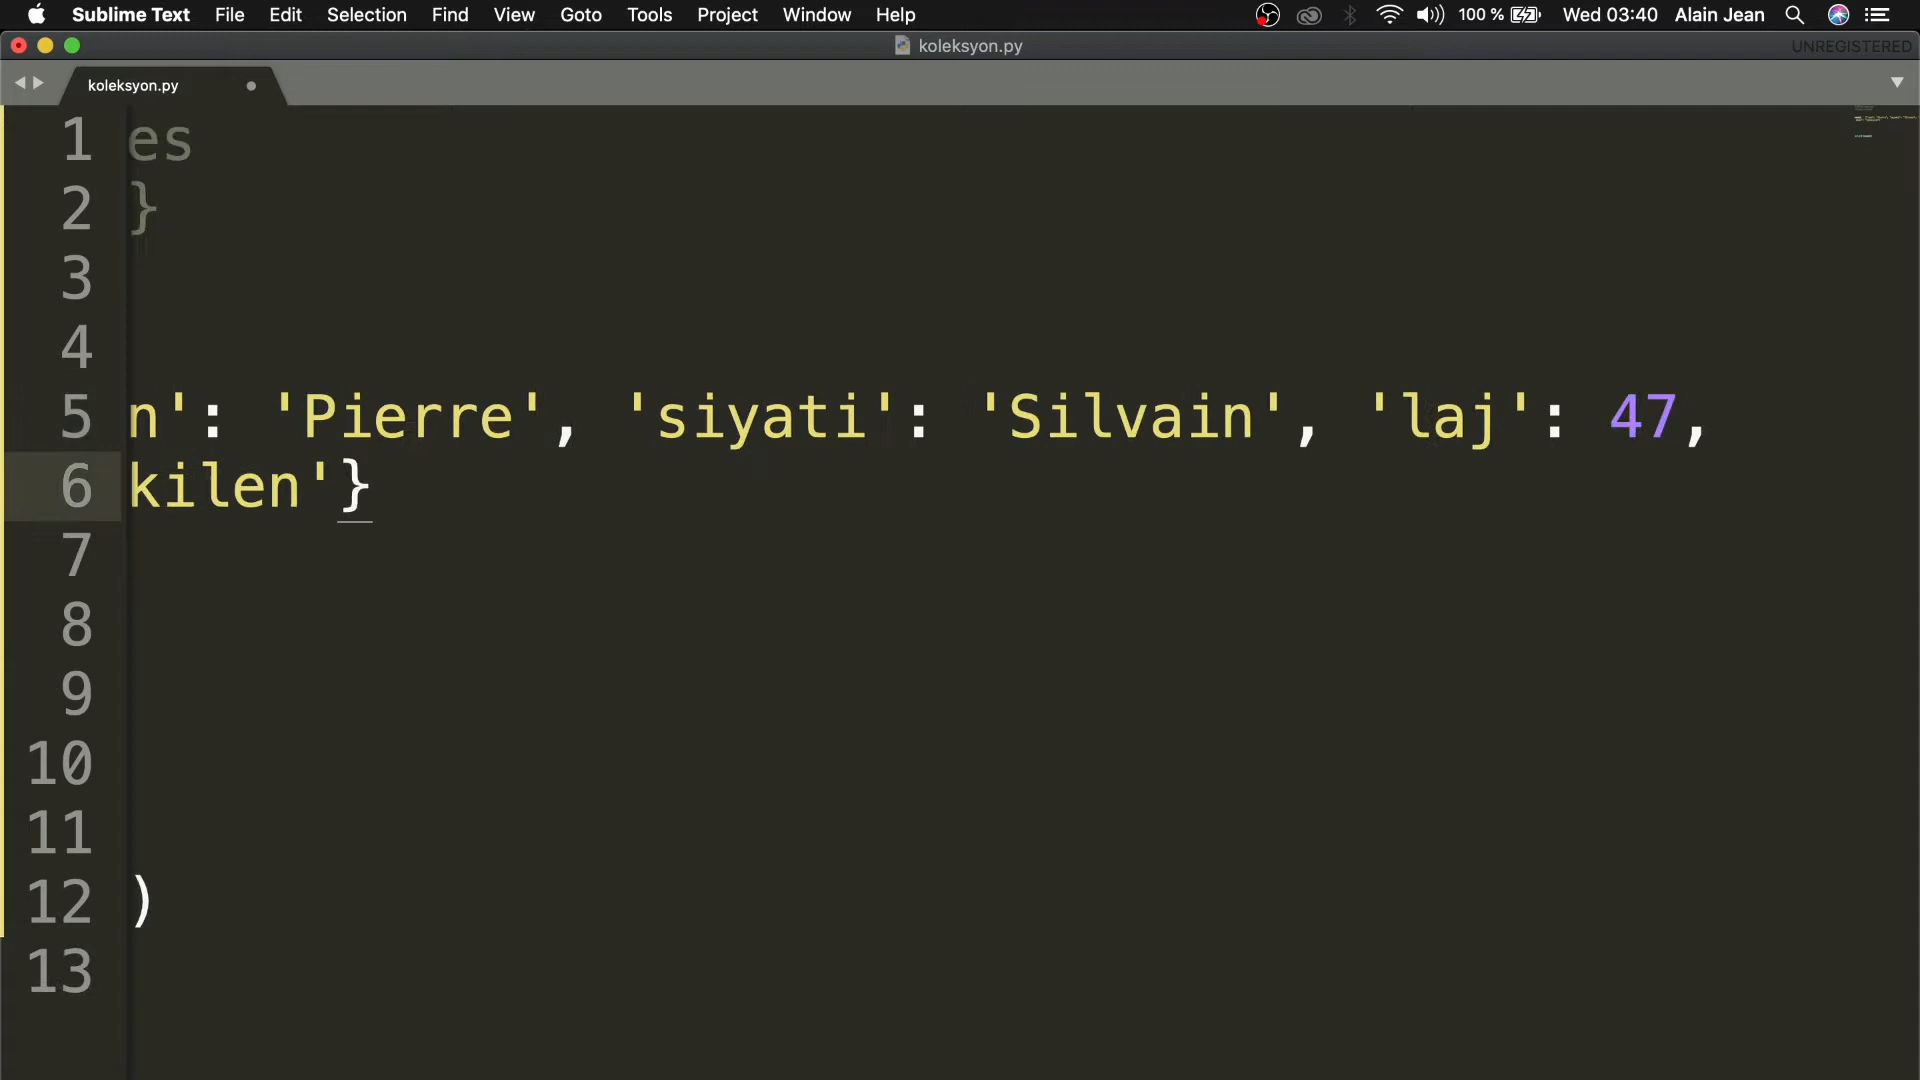 Sublime Text File Edit Selection Find View Goto Tools Project Window Help 100 % Wed 03:40 Alain Jean
koleksyon.py
UNREGISTERED
koleksyon.py
1 es
2 }
3
4
5 n': 'Pierre', 'siyati': 'Silvain', 'laj': 47,
6 kilen'}
7
8
9
10
11
12 )
13